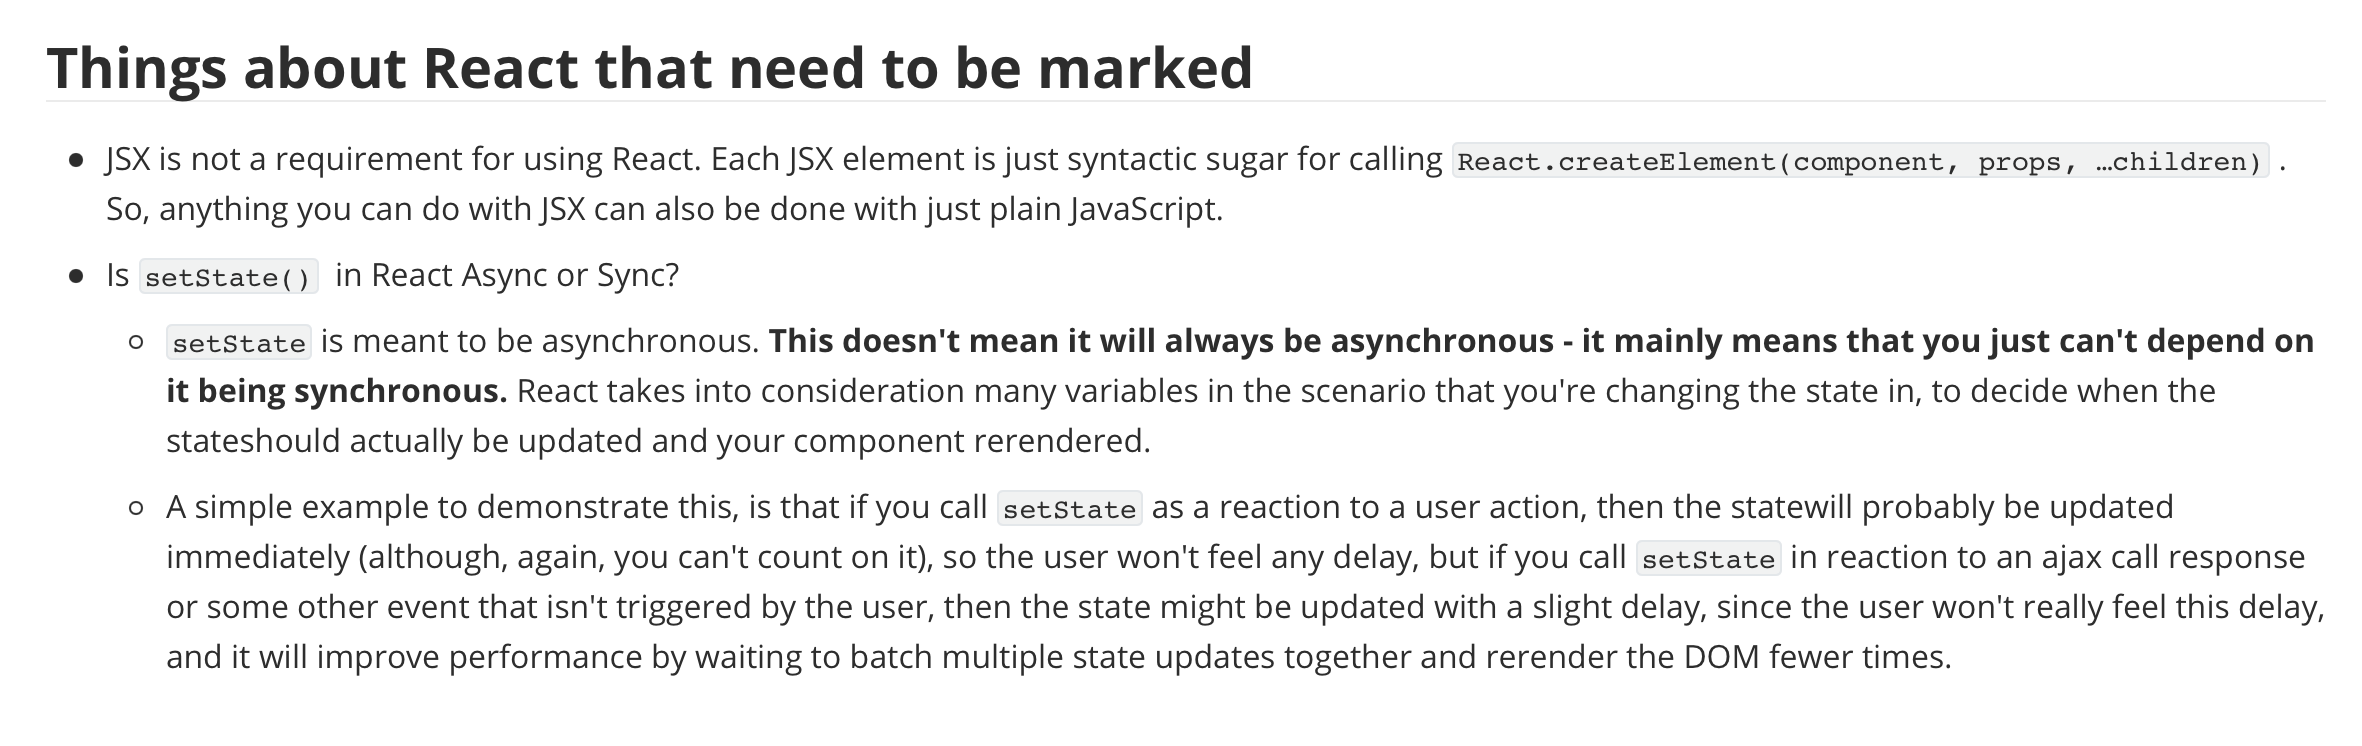 Things about React that need to be marked
JSX is not a requirement for using React. Each JSX element is just syntactic sugar for calling React.createElement(component, props, …children) .
So, anything you can do with JSX can also be done with just plain JavaScript.
Is setState() in React Async or Sync?
setState is meant to be asynchronous. This doesn't mean it will always be asynchronous - it mainly means that you just can't depend on
it being synchronous. React takes into consideration many variables in the scenario that you're changing the state in, to decide when the
stateshould actually be updated and your component rerendered.
A simple example to demonstrate this, is that if you call setState as a reaction to a user action, then the statewill probably be updated
immediately (although, again, you can't count on it), so the user won't feel any delay, but if you call setState in reaction to an ajax call response
or some other event that isn't triggered by the user, then the state might be updated with a slight delay, since the user won't really feel this delay,
and it will improve performance by waiting to batch multiple state updates together and rerender the DOM fewer times.